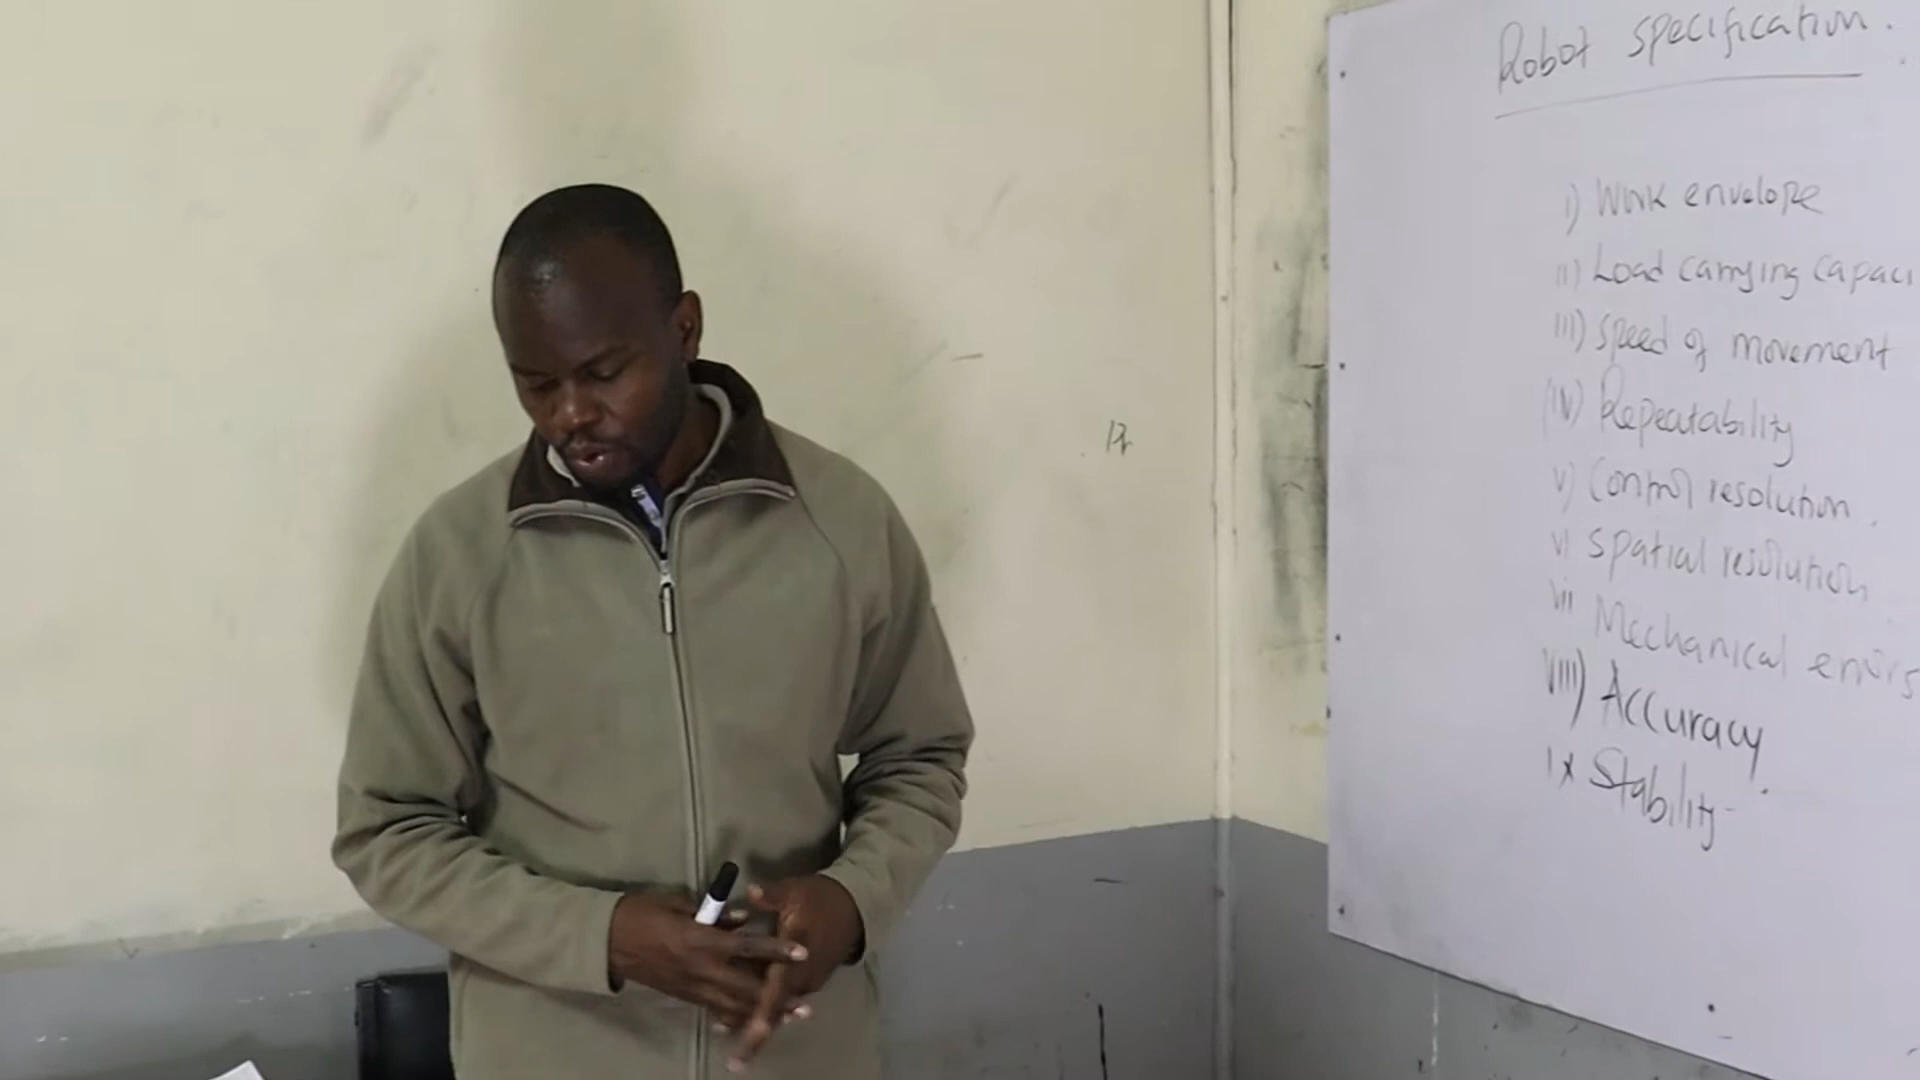 Robot specification.
i) Work envelope
ii) Load carrying capaci
iii) Speed of movement
(iv) Repeatability
v) Control resolution.
vi Spatial resolution
vii Mechanical errors
viii) Accuracy
ix Stability